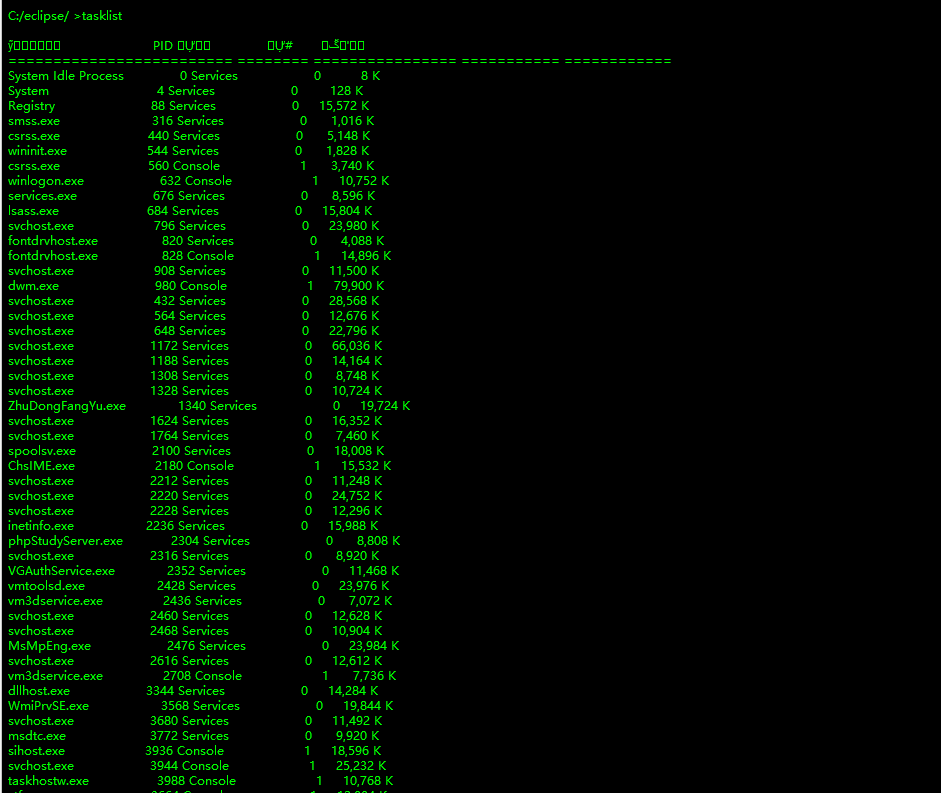 C:/eclipse/ >tasklist
PID
========================= ======== ================ =========== ============
System Idle Process 0 Services 0 8 K
System 4 Services 0 128 K
Registry 88 Services 0 15,572 K
smss.exe 316 Services 0 1,016 K
csrss.exe 440 Services 0 5,148 K
wininit.exe 544 Services 0 1,828 K
csrss.exe 560 Console 1 3,740 K
winlogon.exe 632 Console 1 10,752 K
services.exe 676 Services 0 8,596 K
lsass.exe 684 Services 0 15,804 K
svchost.exe 796 Services 0 23,980 K
fontdrvhost.exe 820 Services 0 4,088 K
fontdrvhost.exe 828 Console 1 14,896 K
svchost.exe 908 Services 0 11,500 K
dwm.exe 980 Console 1 79,900 K
svchost.exe 432 Services 0 28,568 K
svchost.exe 564 Services 0 12,676 K
svchost.exe 648 Services 0 22,796 K
svchost.exe 1172 Services 0 66,036 K
svchost.exe 1188 Services 0 14,164 K
svchost.exe 1308 Services 0 8,748 K
svchost.exe 1328 Services 0 10,724 K
ZhuDongFangYu.exe 1340 Services 0 19,724 K
svchost.exe 1624 Services 0 16,352 K
svchost.exe 1764 Services 0 7,460 K
spoolsv.exe 2100 Services 0 18,008 K
ChsIME.exe 2180 Console 1 15,532 K
svchost.exe 2212 Services 0 11,248 K
svchost.exe 2220 Services 0 24,752 K
svchost.exe 2228 Services 0 12,296 K
inetinfo.exe 2236 Services 0 15,988 K
phpStudyServer.exe 2304 Services 0 8,808 K
svchost.exe 2316 Services 0 8,920 K
VGAuthService.exe 2352 Services 0 11,468 K
vmtoolsd.exe 2428 Services 0 23,976 K
vm3dservice.exe 2436 Services 0 7,072 K
svchost.exe 2460 Services 0 12,628 K
svchost.exe 2468 Services 0 10,904 K
MsMpEng.exe 2476 Services 0 23,984 K
svchost.exe 2616 Services 0 12,612 K
vm3dservice.exe 2708 Console 1 7,736 K
dllhost.exe 3344 Services 0 14,284 K
WmiPrvSE.exe 3568 Services 0 19,844 K
svchost.exe 3680 Services 0 11,492 K
msdtc.exe 3772 Services 0 9,920 K
sihost.exe 3936 Console 1 18,596 K
svchost.exe 3944 Console 1 25,232 K
taskhostw.exe 3988 Console 1 10,768 K